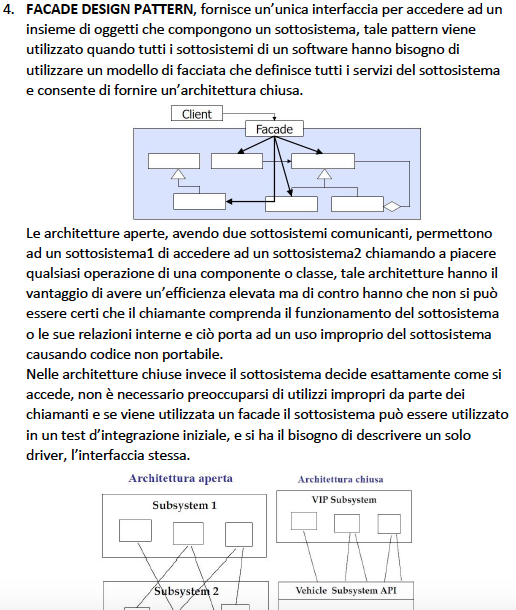 4. FACADE DESIGN PATTERN, fornisce un'unica interfaccia per accedere ad un
insieme di oggetti che compongono un sottosistema, tale pattern viene
utilizzato quando tutti i sottosistemi di un software hanno bisogno di
utilizzare un modello di facciata che definisce tutti i servizi del sottosistema
e consente di fornire un'architettura chiusa.
Client
Facade
Le architetture aperte, avendo due sottosistemi comunicanti, permettono
ad un sottosistema1 di accedere ad un sottosistema2 chiamando a piacere
qualsiasi operazione di una componente o classe, tale architetture hanno il
vantaggio di avere un'efficienza elevata ma di contro hanno che non si può
essere certi che il chiamante comprenda il funzionamento del sottosistema
o le sue relazioni interne e ciò porta ad un uso improprio del sottosistema
causando codice non portabile.
Nelle architetture chiuse invece il sottosistema decide esattamente come si
accede, non è necessario preoccuparsi di utilizzi impropri da parte dei
chiamanti e se viene utilizzata un facade il sottosistema può essere utilizzato
in un test d'integrazione iniziale, e si ha il bisogno di descrivere un solo
driver, l'interfaccia stessa.
Architettura aperta
Architettura chiusa
Subsystem 1
VIP Subsystem
Subsystem 2
Vehicle Subsystem API